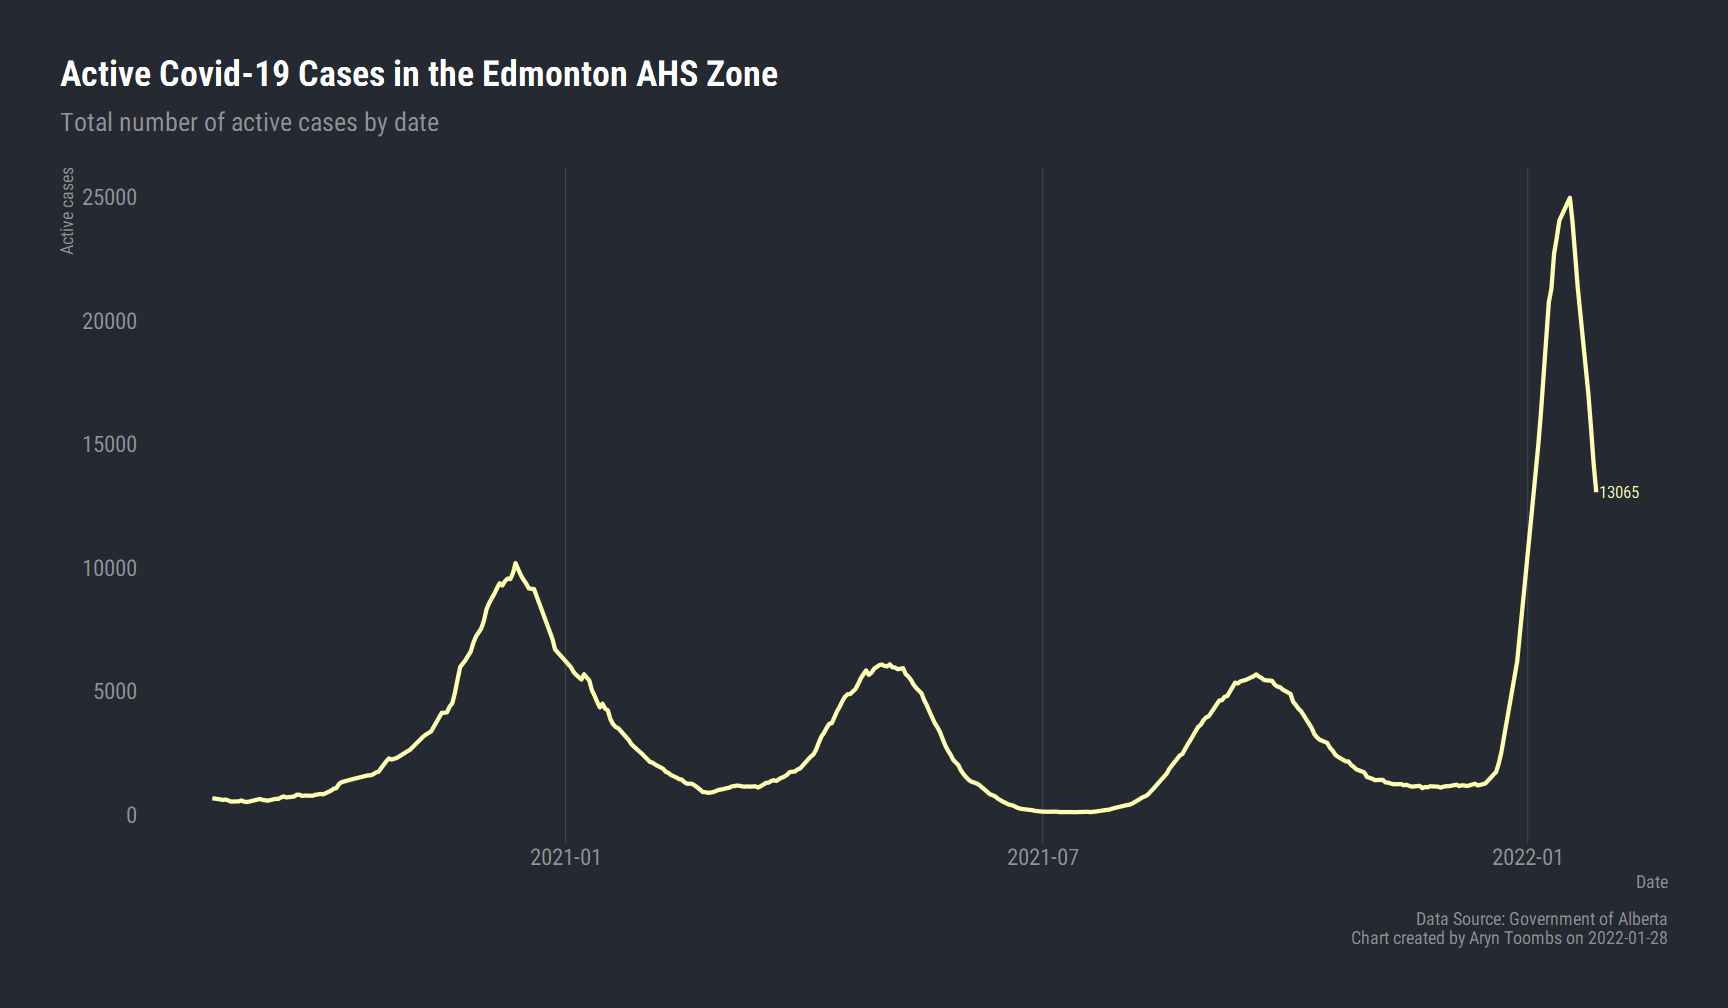 Active Covid-19 Cases in the Edmonton AHS Zone
Total number of active cases by date
Active cases
25000
20000
15000
10000
5000
0
13065
2021-01
2021-07
2022-01
Date
Data Source: Government of Alberta
Chart created by Aryn Toombs on 2022-01-28